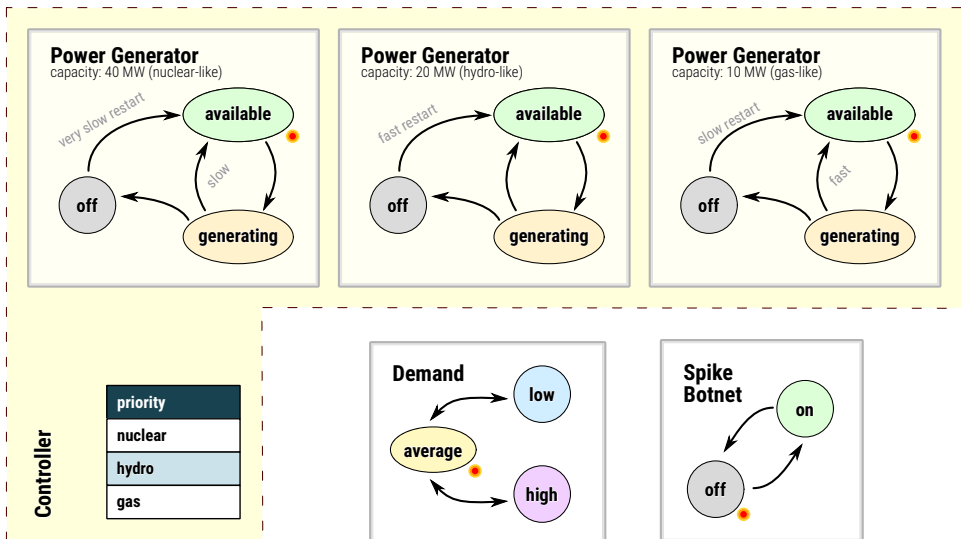 Power Generator
capacity: 40 MW (nuclear-like)
very slow restart
available
slow
off
generating
Power Generator
capacity: 20 MW (hydro-like)
fast restart
available
off
generating
Power Generator
capacity: 10 MW (gas-like)
slow restart
available
fast
off
generating
Controller
priority
nuclear
hydro
gas
Demand
low
average
high
Spike
Botnet
on
off